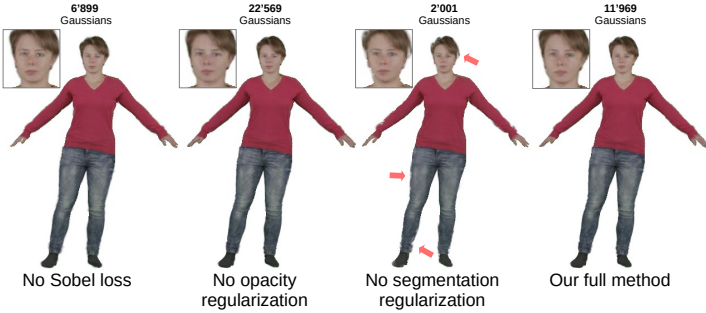 6'899
Gaussians
22'569
Gaussians
2'001
Gaussians
11'969
Gaussians
No Sobel loss
No opacity
regularization
No segmentation
regularization
Our full method